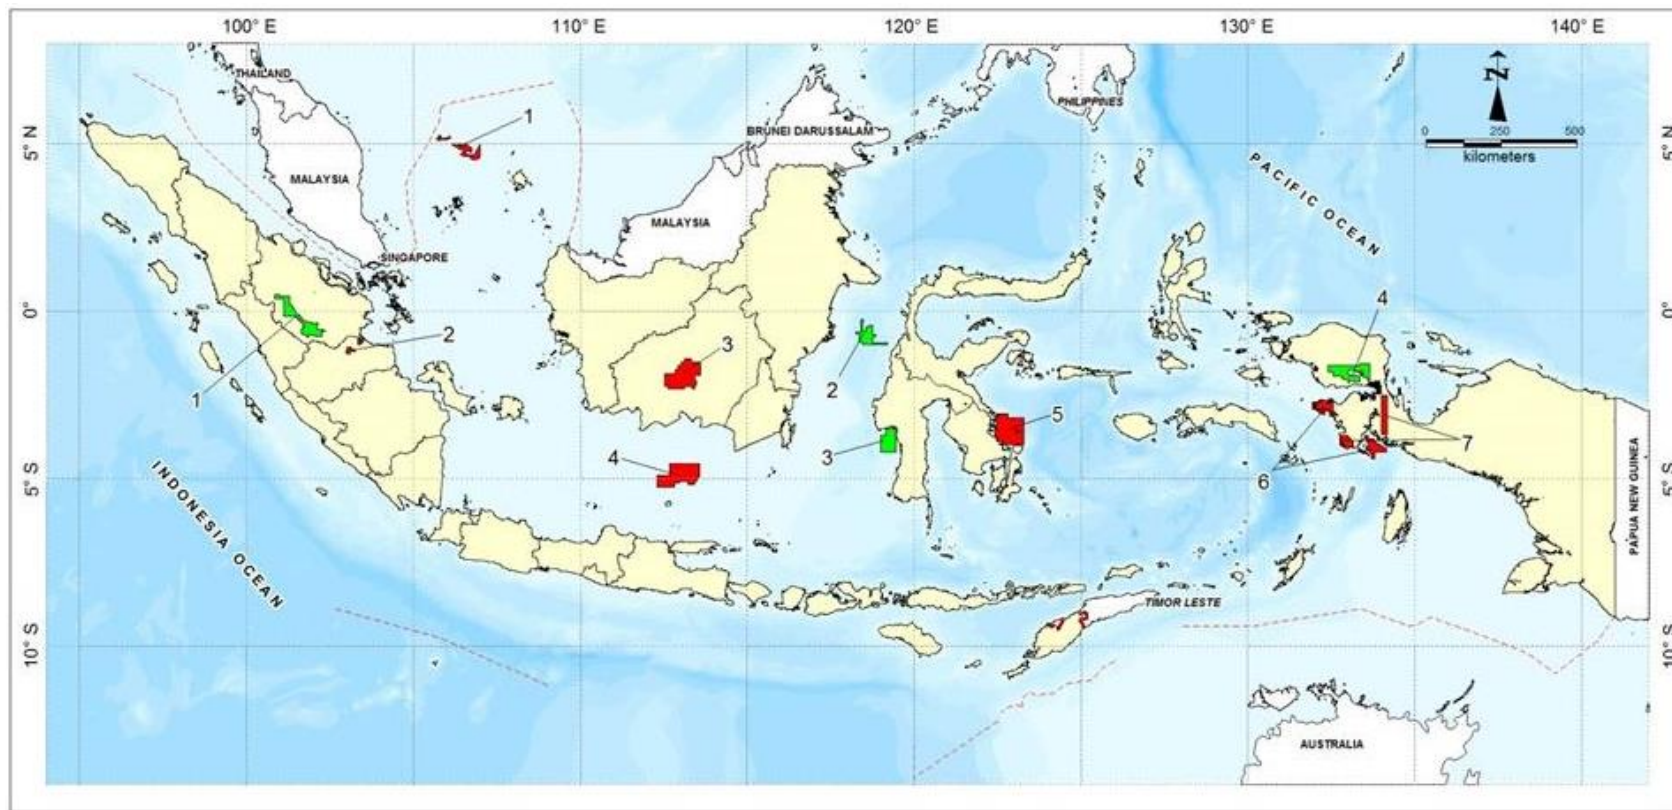 100° E
110° E
120° E
130° E
140° E
THAILAND
PHILIPPINES
N
0
250
500
kilometers
BRUNEI DARUSSALAM
5° N
1
5° N
MALAYSIA
PACIFIC OCEAN
MALAYSIA
SINGAPORE
0°
4
0°
2
3
1
2
5
3
7
4
6
5° S
5° S
INDONESIA OCEAN
PAPUA NEW GUINEA
TIMOR LESTE
10° S
10° S
AUSTRALIA